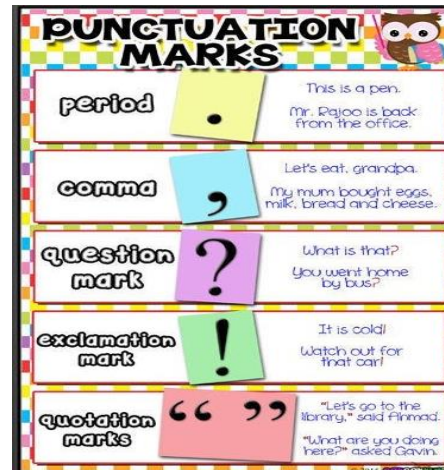 PUNCTUATION
MARKS
period
.
This is a pen.
Mr. Rajoo is back
from the office.
comma
,
Let's eat, grandpa.
My mum bought eggs,
milk, bread and cheese.
question
mark
?
What is that?
You went home
by bus?
exclamation
mark
!
It is cold!
Watch out for
that car!
quotation
marks
“ ”
"Let's go to the
library," said Ahmad.
"What are you doing
here?" asked Gavin.